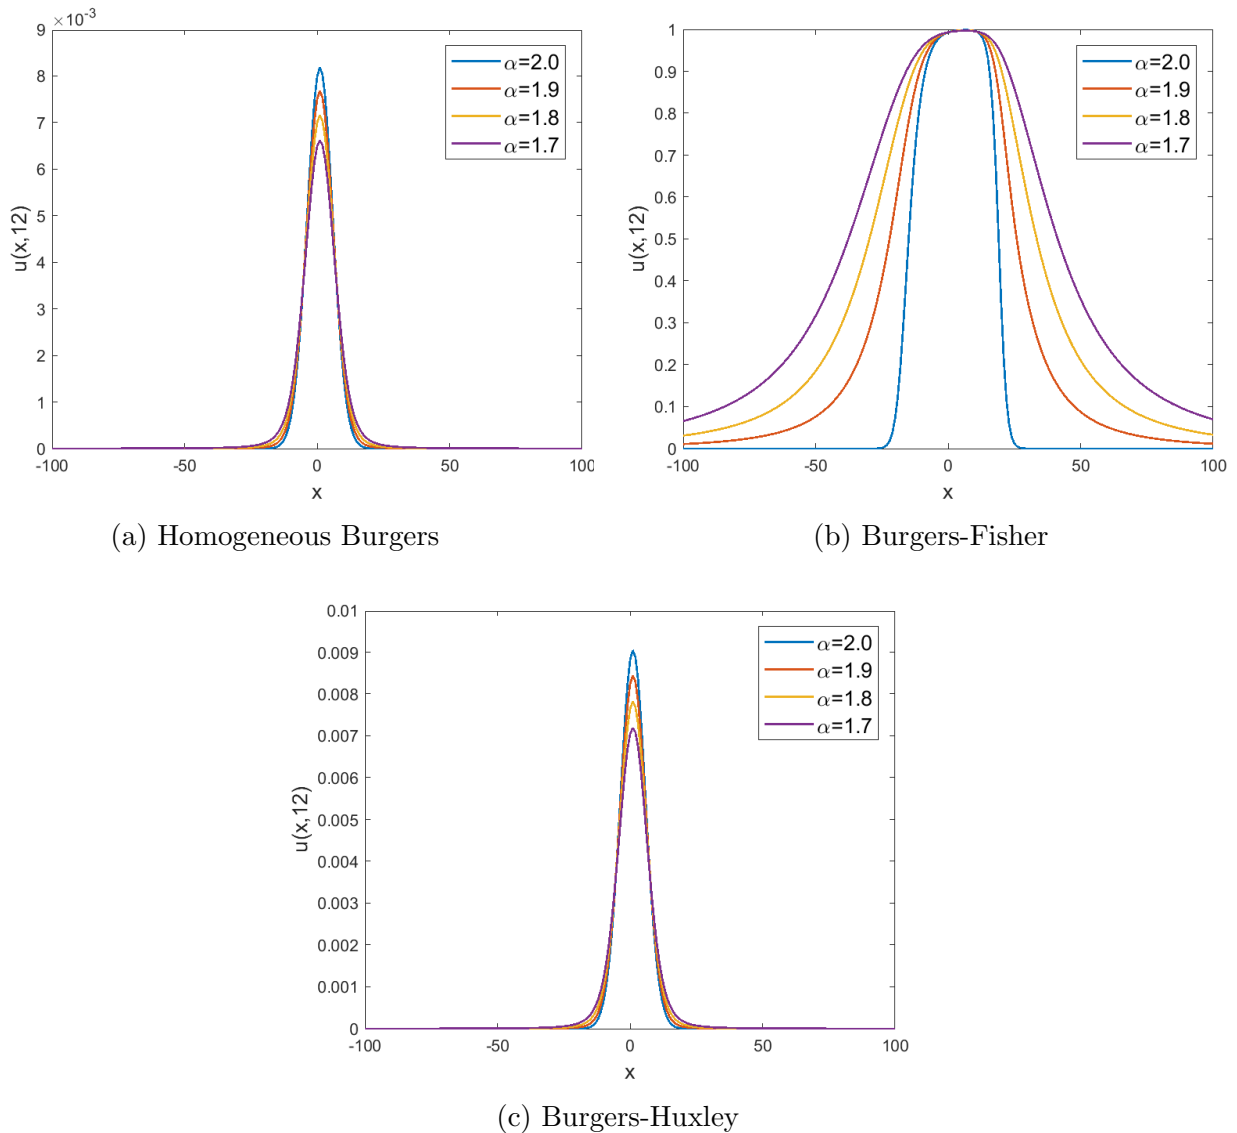 ×10⁻³
9
8
7
6
5
4
3
2
1
0
u(x,12)
-100 -50 0 50 100
x
α=2.0
α=1.9
α=1.8
α=1.7
(a) Homogeneous Burgers
1
0.9
0.8
0.7
0.6
0.5
0.4
0.3
0.2
0.1
0
u(x,12)
-100 -50 0 50 100
x
α=2.0
α=1.9
α=1.8
α=1.7
(b) Burgers-Fisher
0.01
0.009
0.008
0.007
0.006
0.005
0.004
0.003
0.002
0.001
0
u(x,12)
-100 -50 0 50 100
x
α=2.0
α=1.9
α=1.8
α=1.7
(c) Burgers-Huxley